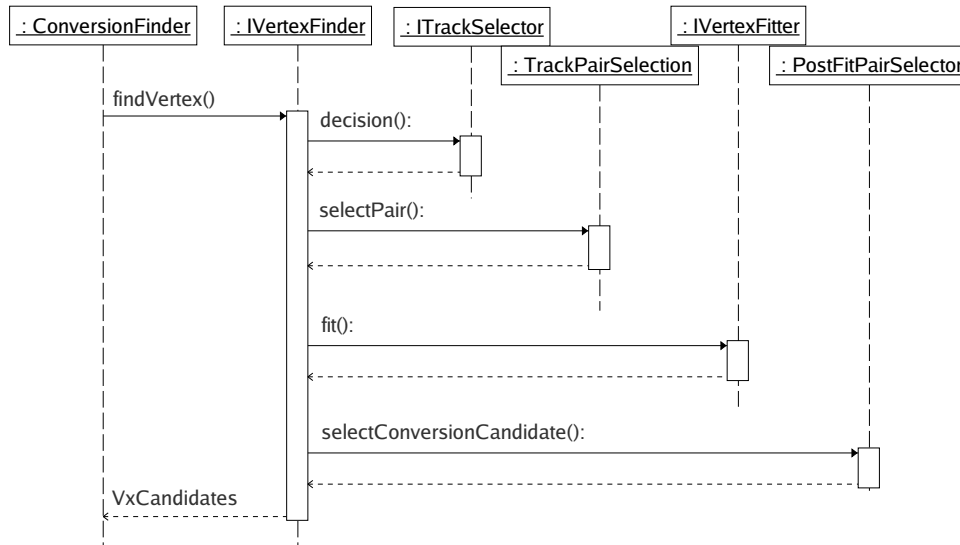 : ConversionFinder
: IVertexFinder
: ITrackSelector
: IVertexFitter
: TrackPairSelection
: PostFitPairSelector
findVertex()
decision():
selectPair():
fit():
selectConversionCandidate():
VxCandidates